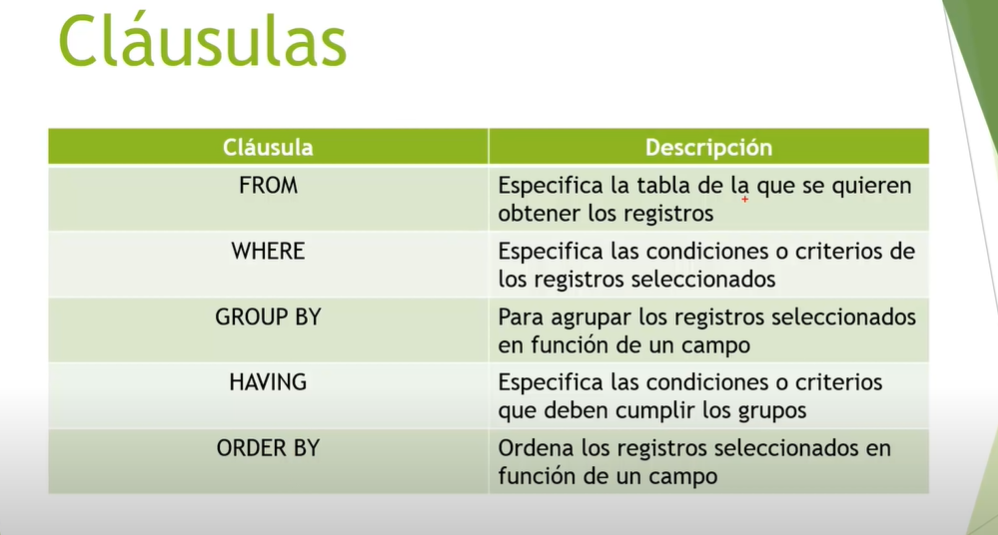 Cláusulas
Cláusula
Descripción
FROM
Especifica la tabla de la que se quieren
obtener los registros
WHERE
Especifica las condiciones o criterios de
los registros seleccionados
GROUP BY
Para agrupar los registros seleccionados
en función de un campo
HAVING
Especifica las condiciones o criterios
que deben cumplir los grupos
ORDER BY
Ordena los registros seleccionados en
función de un campo